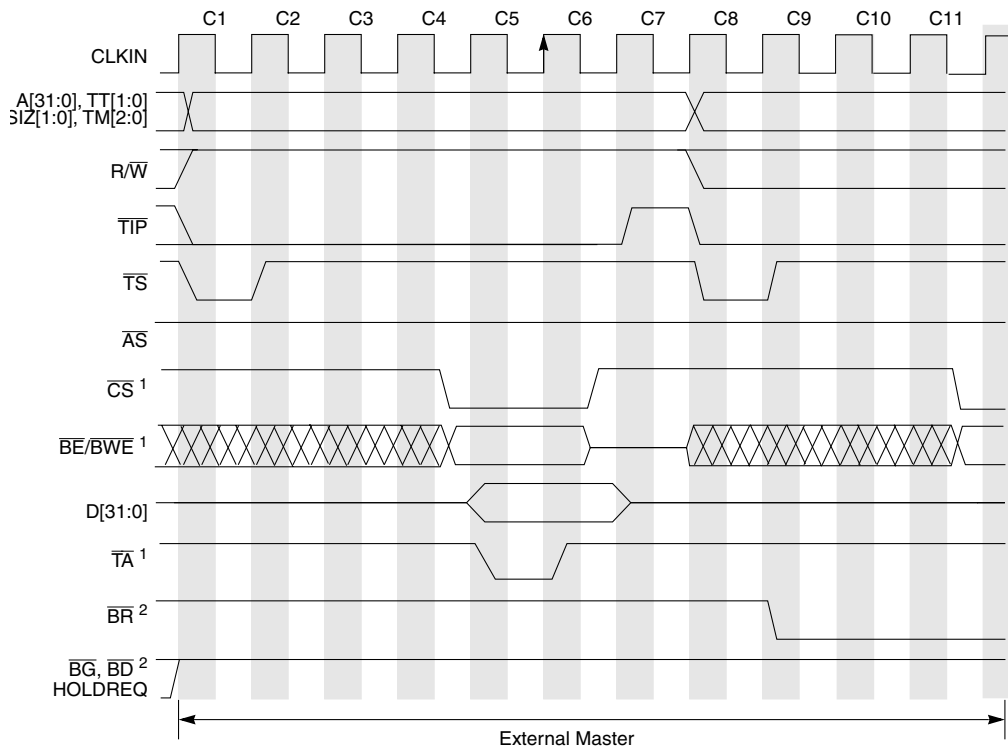 C1 C2 C3 C4 C5 C6 C7 C8 C9 C10 C11
CLKIN
A[31:0], TT[1:0]
SIZ[1:0], TM[2:0]
R/W
TIP
TS
AS
CS 1
BE/BWE 1
D[31:0]
TA 1
BR 2
BG, BD 2
HOLDREQ
External Master